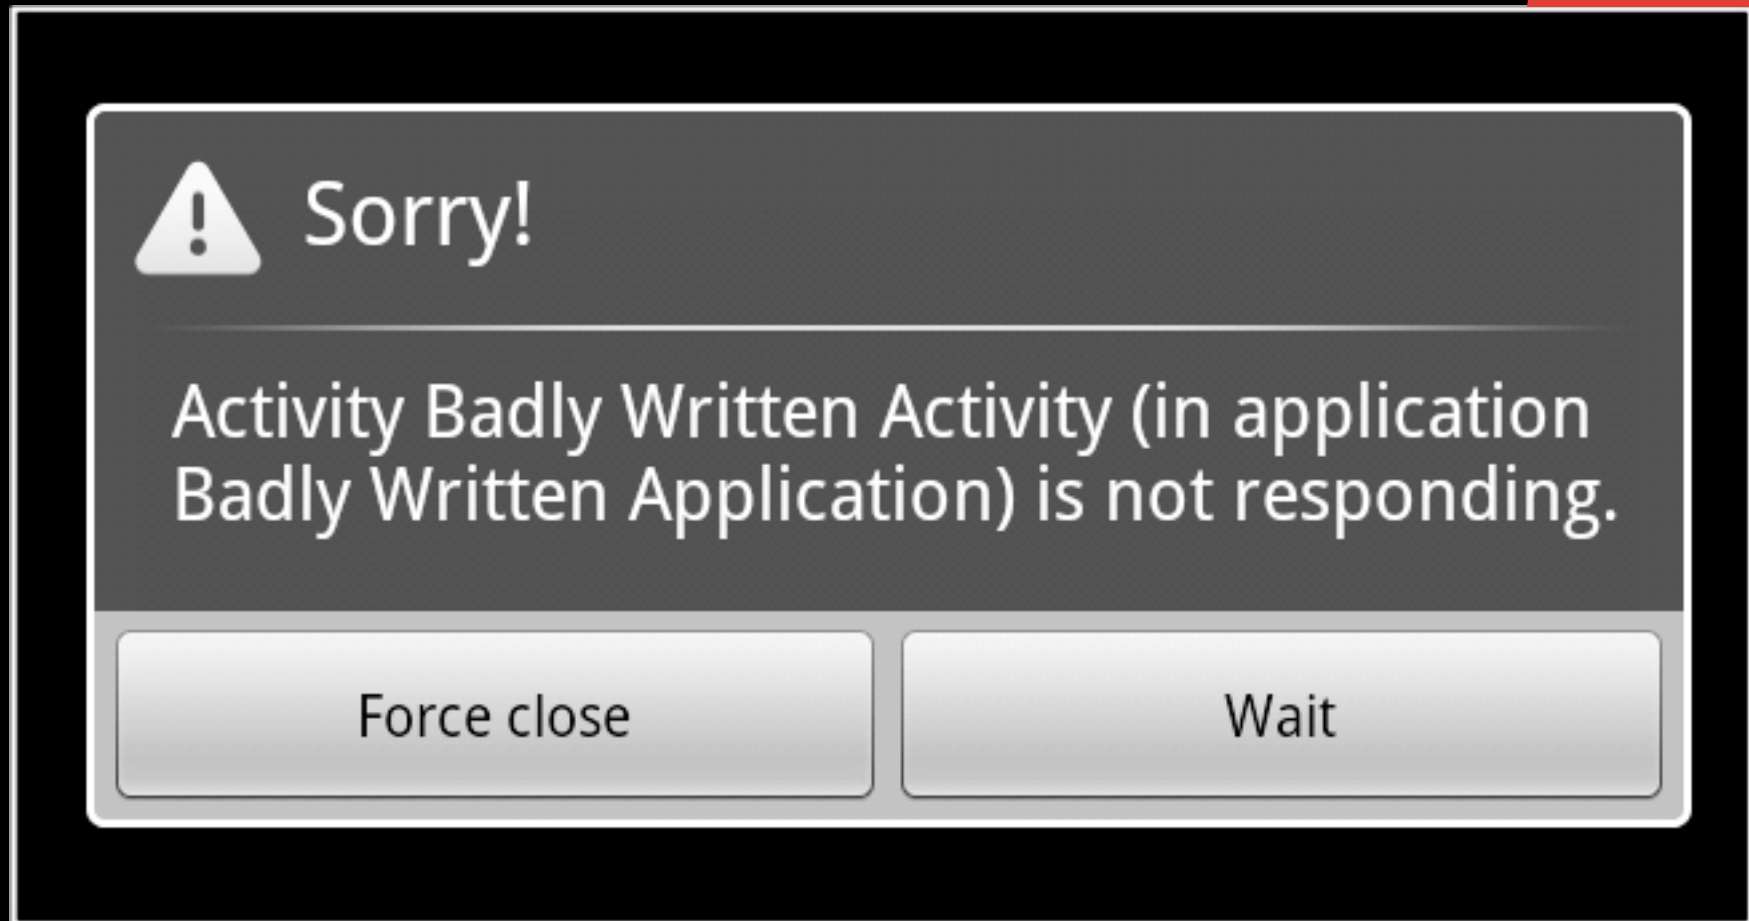 Sorry!
Activity Badly Written Activity (in application
Badly Written Application) is not responding.
Force close
Wait